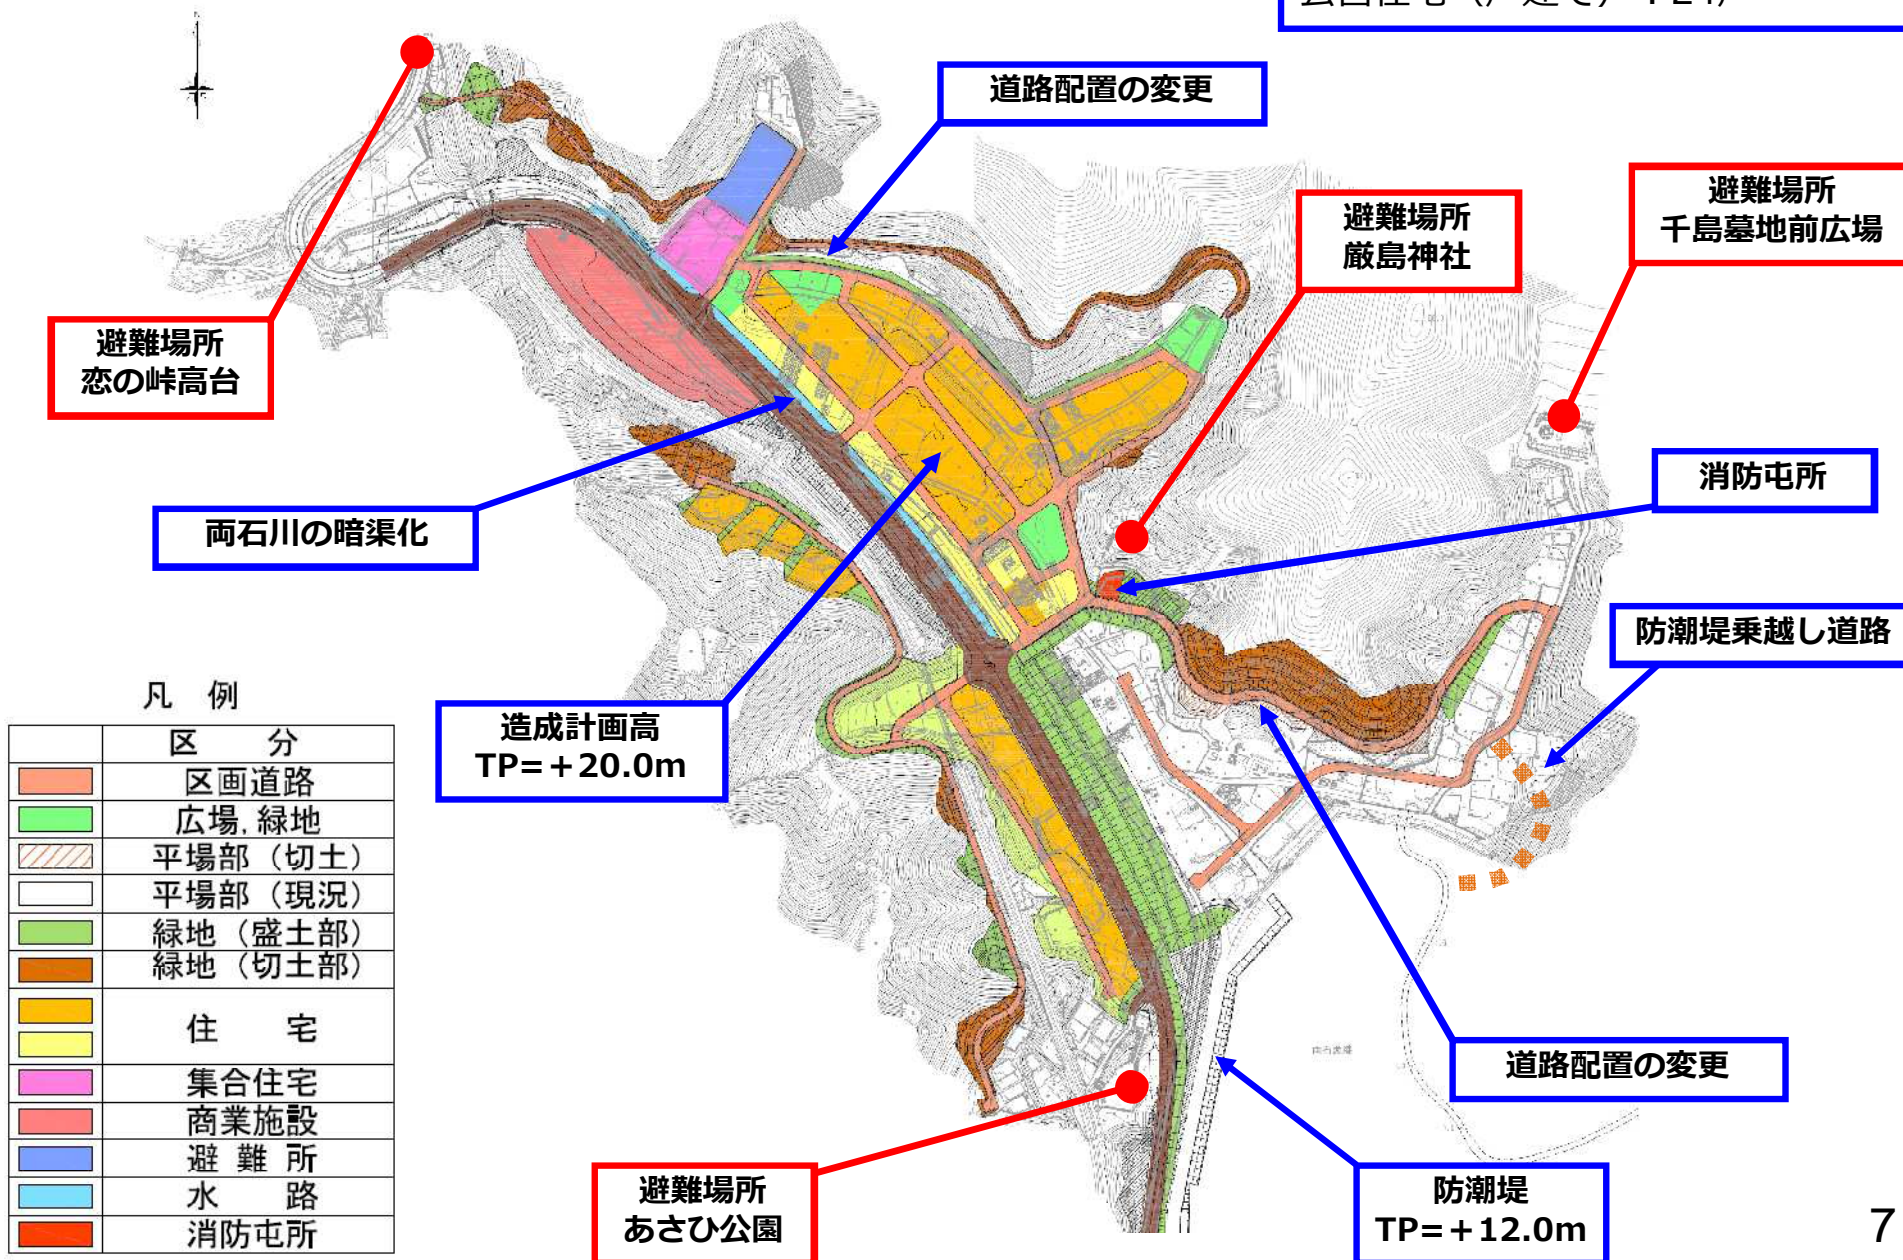 道路配置の変更
避難場所
厳島神社
避難場所
千島墓地前広場
避難場所
恋の峠高台
消防屯所
両石川の暗渠化
防潮堤乗越し道路
造成計画高
TP=+20.0m
凡 例
区 分
区画道路
広場,緑地
平場部（切土）
平場部（現況）
緑地（盛土部）
緑地（切土部）
住 宅
集合住宅
商業施設
避 難 所
水 路
消防屯所
道路配置の変更
避難場所
あさひ公園
防潮堤
TP=+12.0m
7